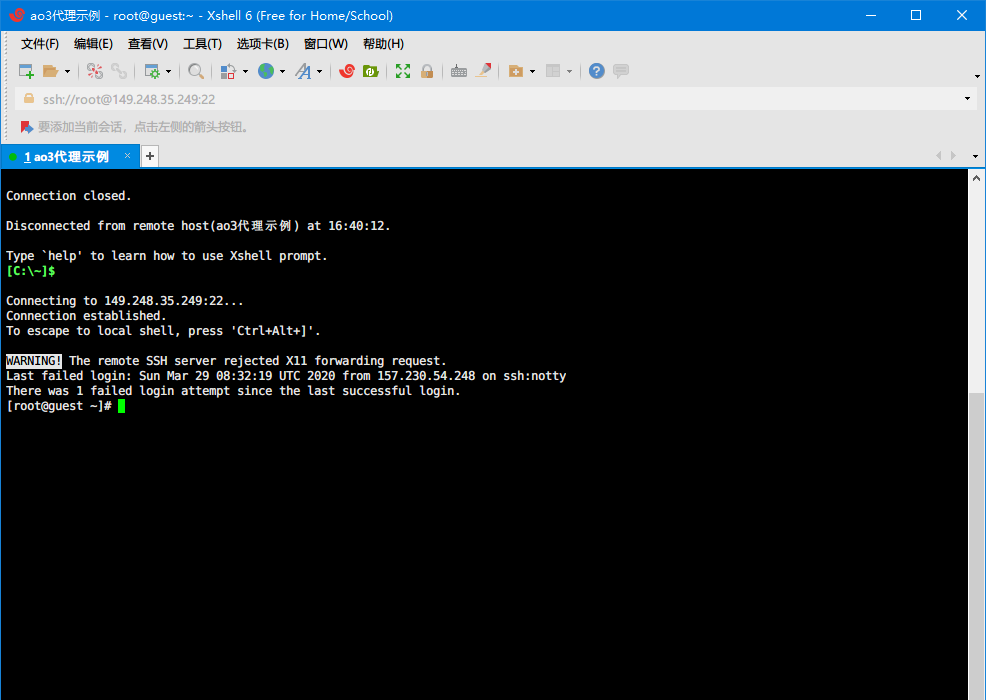 ao3代理示例 - root@guest:~ - Xshell 6 (Free for Home/School)
文件(F) 编辑(E) 查看(V) 工具(T) 选项卡(B) 窗口(W) 帮助(H)
ssh://root@149.248.35.249:22
要添加当前会话，点击左侧的箭头按钮。
1 ao3代理示例 × +
Connection closed.
Disconnected from remote host(ao3代理示例) at 16:40:12.
Type `help' to learn how to use Xshell prompt.
[C:\~]$
Connecting to 149.248.35.249:22...
Connection established.
To escape to local shell, press 'Ctrl+Alt+]'.
WARNING! The remote SSH server rejected X11 forwarding request.
Last failed login: Sun Mar 29 08:32:19 UTC 2020 from 157.230.54.248 on ssh:notty
There was 1 failed login attempt since the last successful login.
[root@guest ~]#